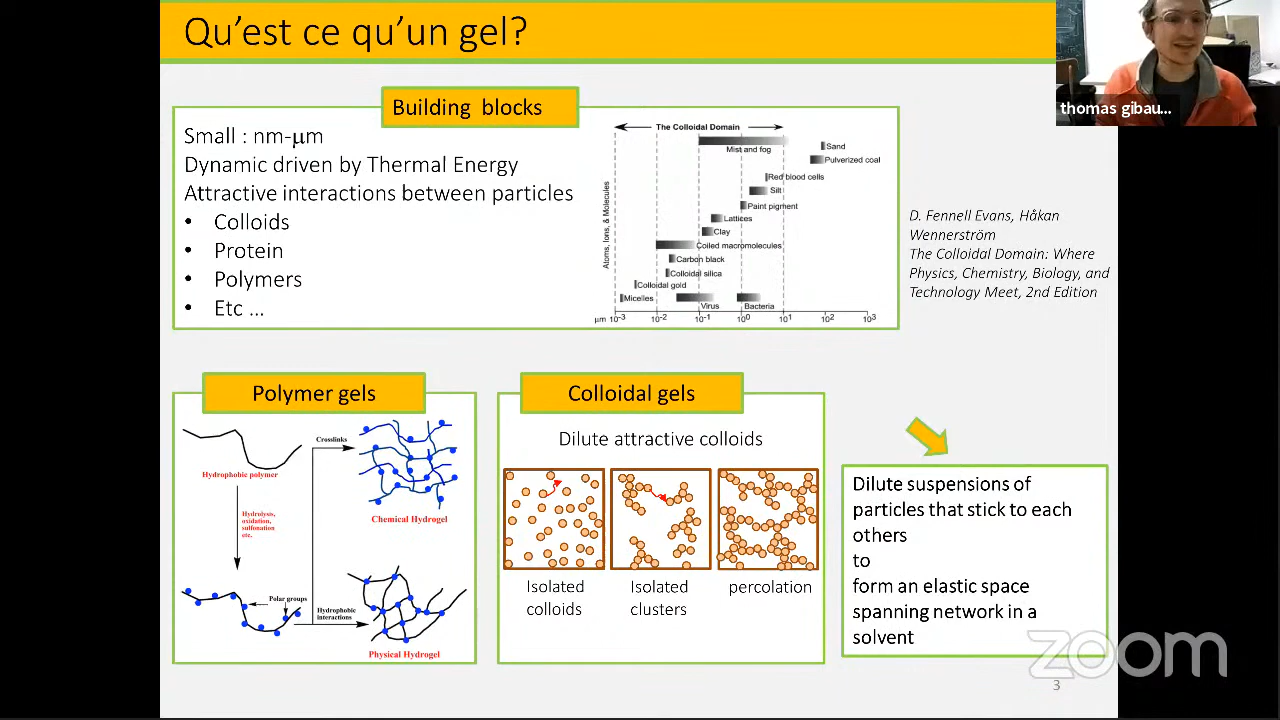 Qu’est ce qu’un gel?
thomas gibau...
Building blocks
Small : nm-μm
Dynamic driven by Thermal Energy
Attractive interactions between particles
• Colloids
• Protein
• Polymers
• Etc ...
The Colloidal Domain
Atoms, Ions, & Molecules
Mist and fog
Sand
Pulverized coal
Red blood cells
Silt
Paint pigment
Lattices
Clay
Coiled macromolecules
Carbon black
Colloidal silica
Colloidal gold
Micelles
Virus
Bacteria
μm 10⁻³ 10⁻² 10⁻¹ 10⁰ 10¹ 10² 10³
D. Fennell Evans, Håkan
Wennerström
The Colloidal Domain: Where
Physics, Chemistry, Biology, and
Technology Meet, 2nd Edition
Polymer gels
Hydrophobic polymer
Crosslinks
Chemical Hydrogel
Hydrolysis,
oxidation,
sulfonation
etc.
Polar groups
Hydrophobic
interactions
Physical Hydrogel
Colloidal gels
Dilute attractive colloids
Isolated
colloids
Isolated
clusters
percolation
Dilute suspensions of
particles that stick to each
others
to
form an elastic space
spanning network in a
solvent
zoom
3